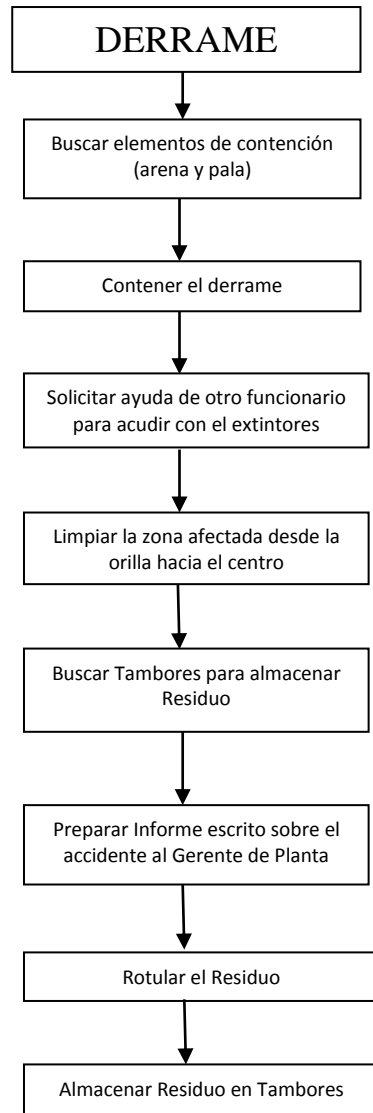 DERRAME
Buscar elementos de contención
(arena y pala)
Contener el derrame
Solicitar ayuda de otro funcionario
para acudir con el extintores
Limpiar la zona afectada desde la
orilla hacia el centro
Buscar Tambores para almacenar
Residuo
Preparar Informe escrito sobre el
accidente al Gerente de Planta
Rotular el Residuo
Almacenar Residuo en Tambores